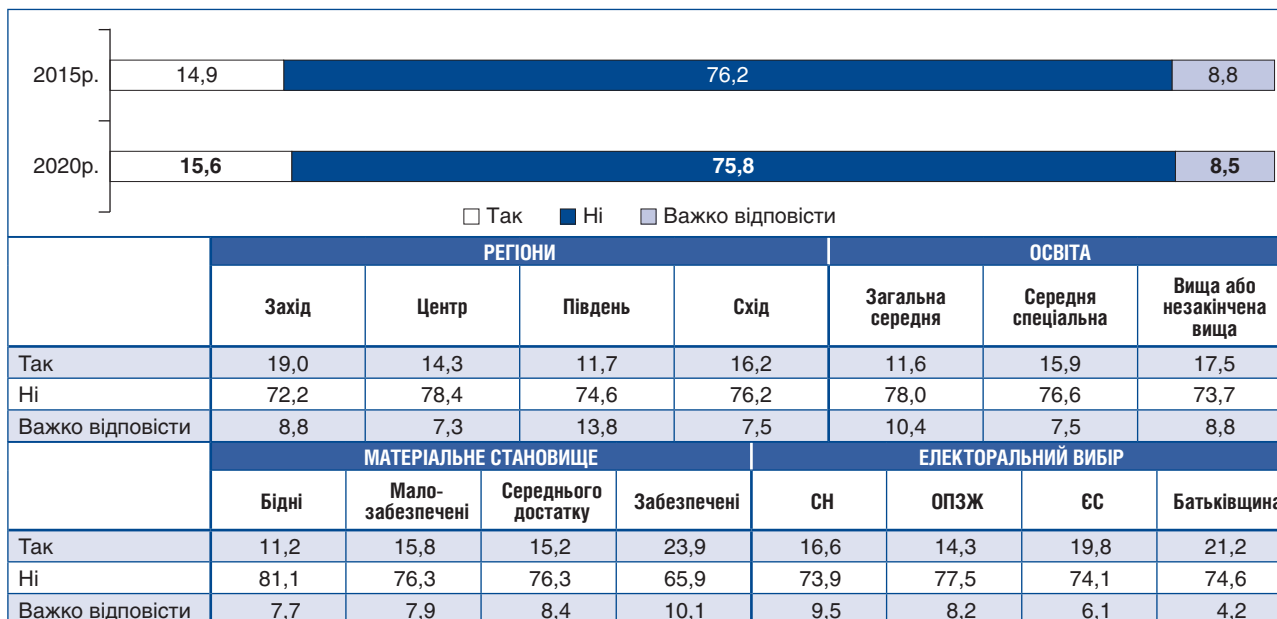 2015р. 14,9 76,2 8,8
2020р. 15,6 75,8 8,5
Так Ні Важко відповісти
РЕГІОНИ ОСВІТА
Захід Центр Південь Схід Загальна середня Середня спеціальна Вища або незакінчена вища
Так 19,0 14,3 11,7 16,2 11,6 15,9 17,5
Ні 72,2 78,4 74,6 76,2 78,0 76,6 73,7
Важко відповісти 8,8 7,3 13,8 7,5 10,4 7,5 8,8
МАТЕРІАЛЬНЕ СТАНОВИЩЕ ЕЛЕКТОРАЛЬНИЙ ВИБІР
Бідні Мало-забезпечені Середнього достатку Забезпечені СН ОПЗЖ ЄС Батьківщина
Так 11,2 15,8 15,2 23,9 16,6 14,3 19,8 21,2
Ні 81,1 76,3 76,3 65,9 73,9 77,5 74,1 74,6
Важко відповісти 7,7 7,9 8,4 10,1 9,5 8,2 6,1 4,2